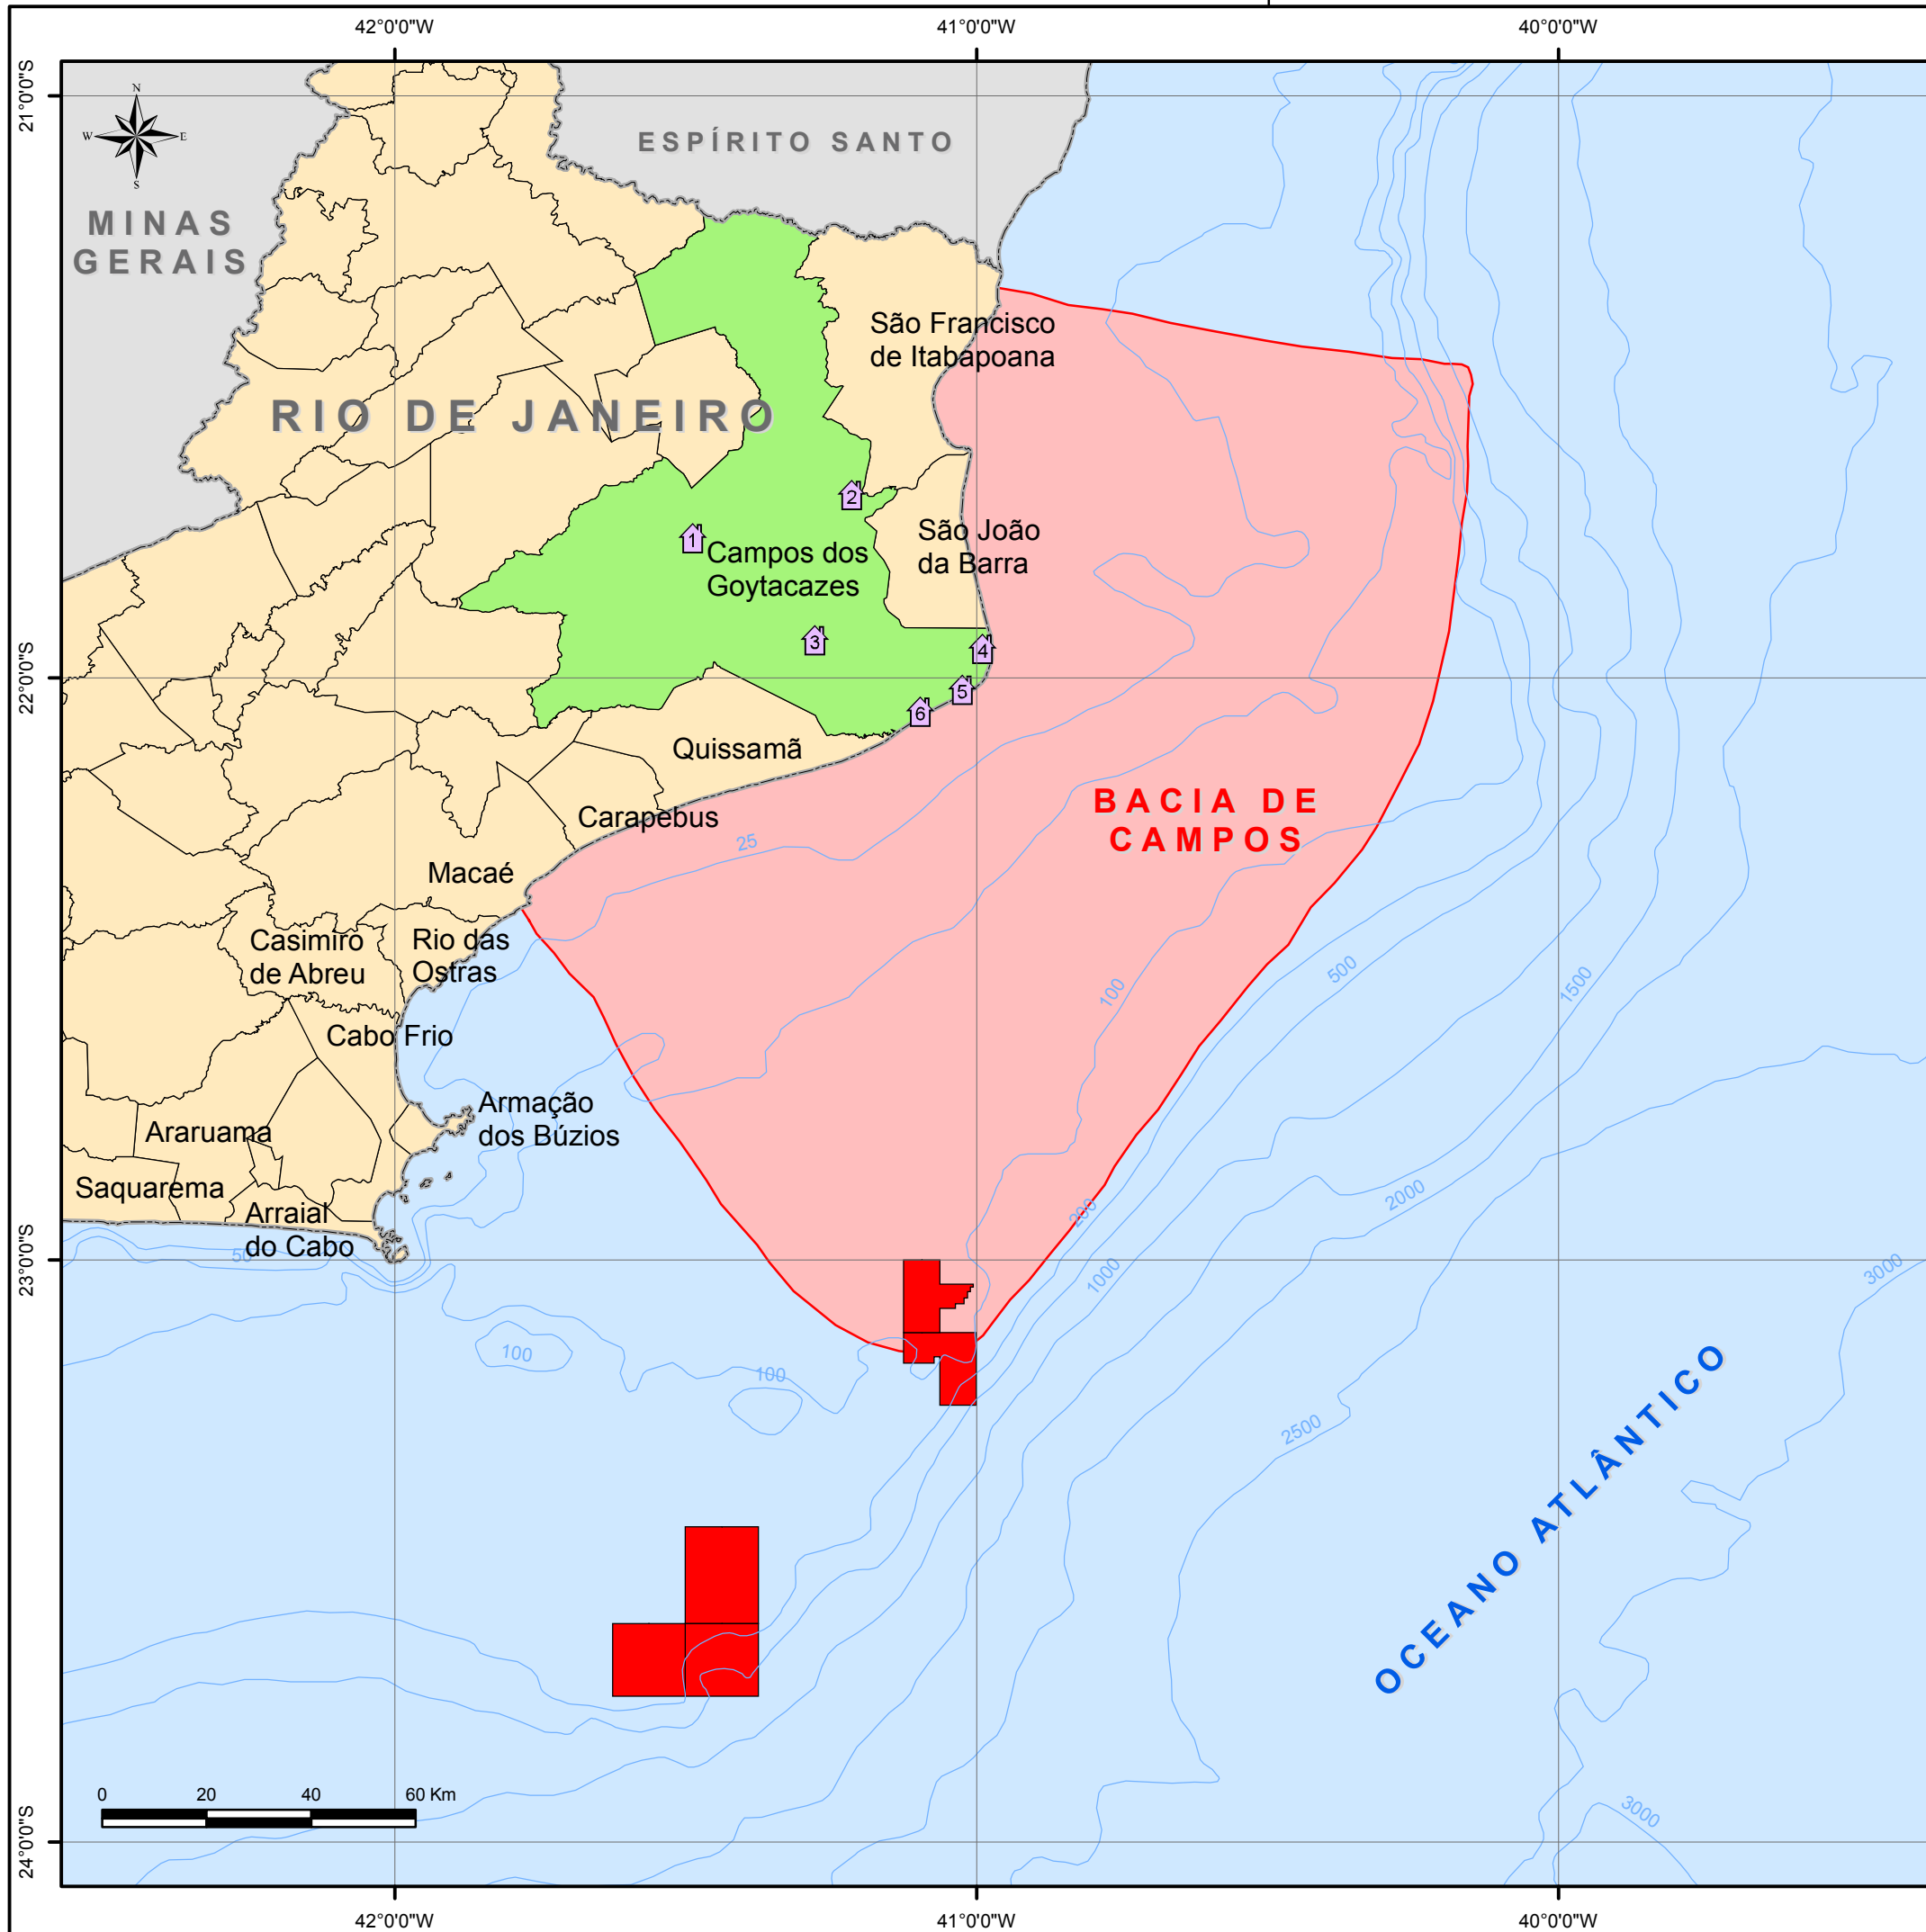 42°0'0"W
41°0'0"W
40°0'0"W
21°0'0"S
N
W
E
S
ESPÍRITO SANTO
MINAS
GERAIS
São Francisco
de Itabapoana
RIO DE JANEIRO
2
1
São João
da Barra
Campos dos
Goytacazes
3
4
22°0'0"S
5
6
Quissamã
BACIA DE
CAMPOS
Carapebus
25
Macaé
Casimiro
de Abreu
Rio das
Ostras
500
1500
100
Cabo Frio
Armação
dos Búzios
Araruama
Saquarema
2000
Arraial
do Cabo
200
50
23°0'0"S
1000
3000
100
100
2500
OCEANO ATLÂNTICO
0
20
40
60 Km
3000
24°0'0"S
42°0'0"W
41°0'0"W
40°0'0"W